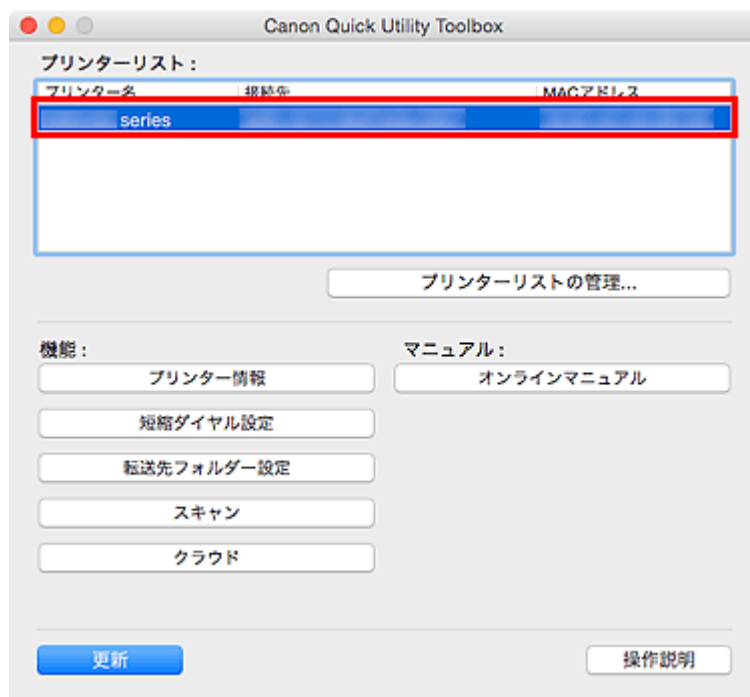 Canon Quick Utility Toolbox
プリンターリスト：
プリンター名 接続先 MACアドレス
series
プリンターリストの管理...
機能： マニュアル：
プリンター情報 オンラインマニュアル
短縮ダイヤル設定
転送先フォルダー設定
スキャン
クラウド
更新 操作説明